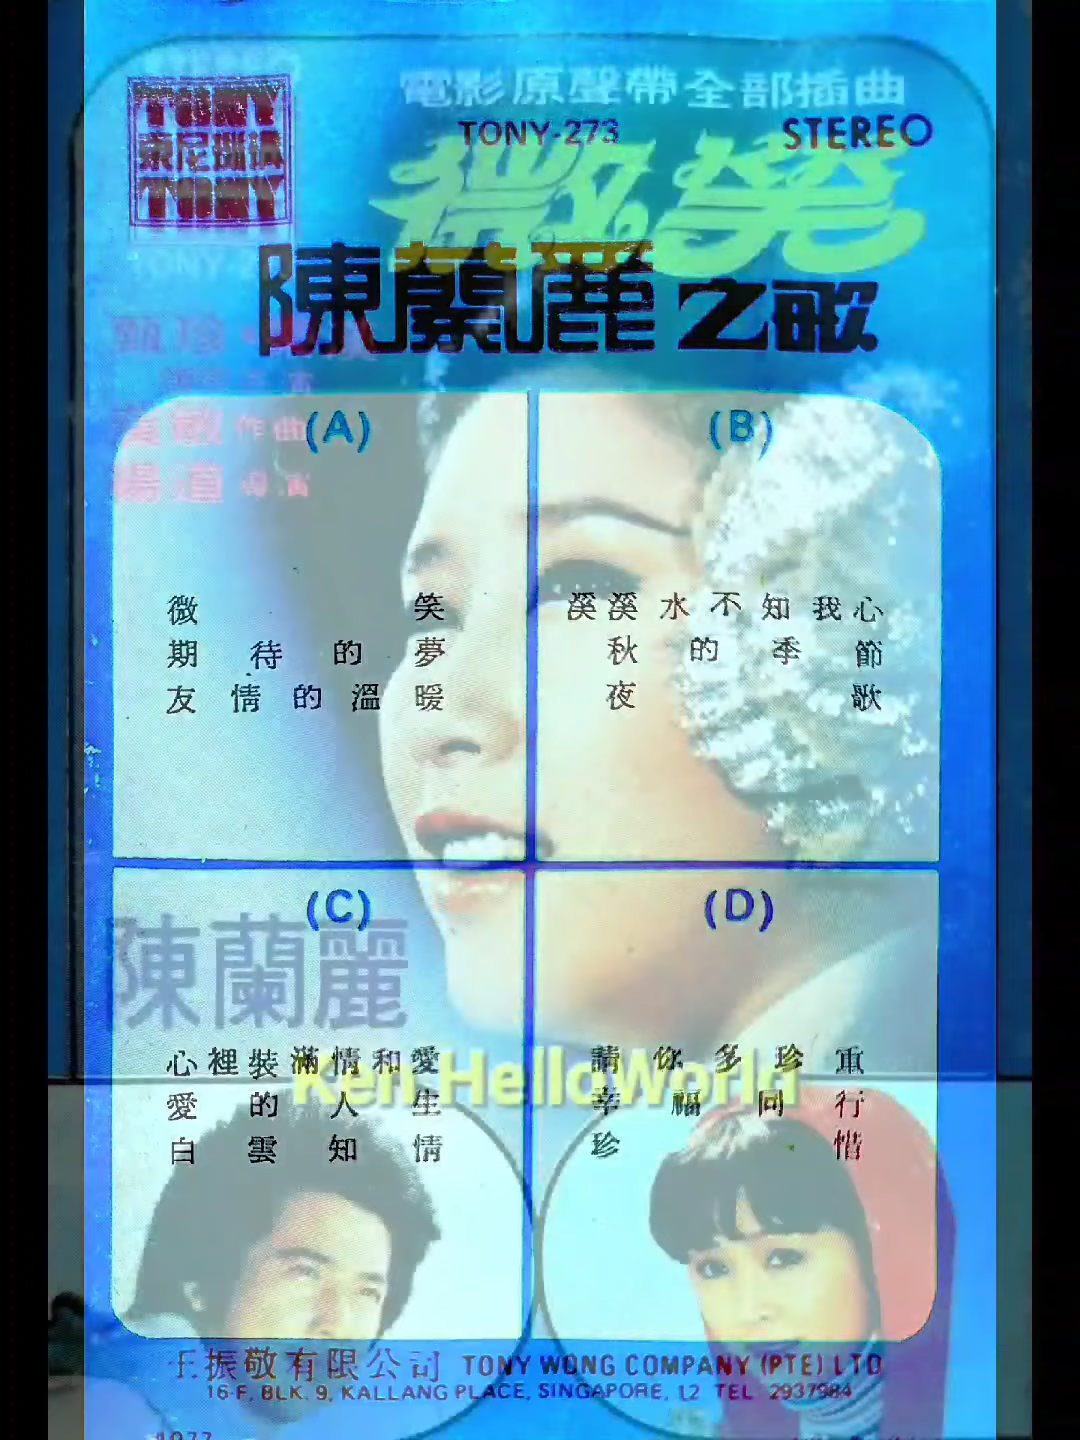 電影原聲帶全部插曲
TONY-273
STEREO
微笑
TONY
TONY
陳蘭麗之歌
作曲
陳蘭麗
(A)
微笑
期待的夢
友情的溫暖
(B)
溪溪水不知我心
秋的季節
夜歌
(C)
心裡裝滿情和愛
愛的人生
白雲知情
(D)
請你多珍重
幸福同行
珍惜
Ken HelloWorld
王振敬有限公司 TONY WONG COMPANY (PTE) LTD
16-F, BLK. 9, KALLANG PLACE, SINGAPORE, 12 TEL 2937984
1977